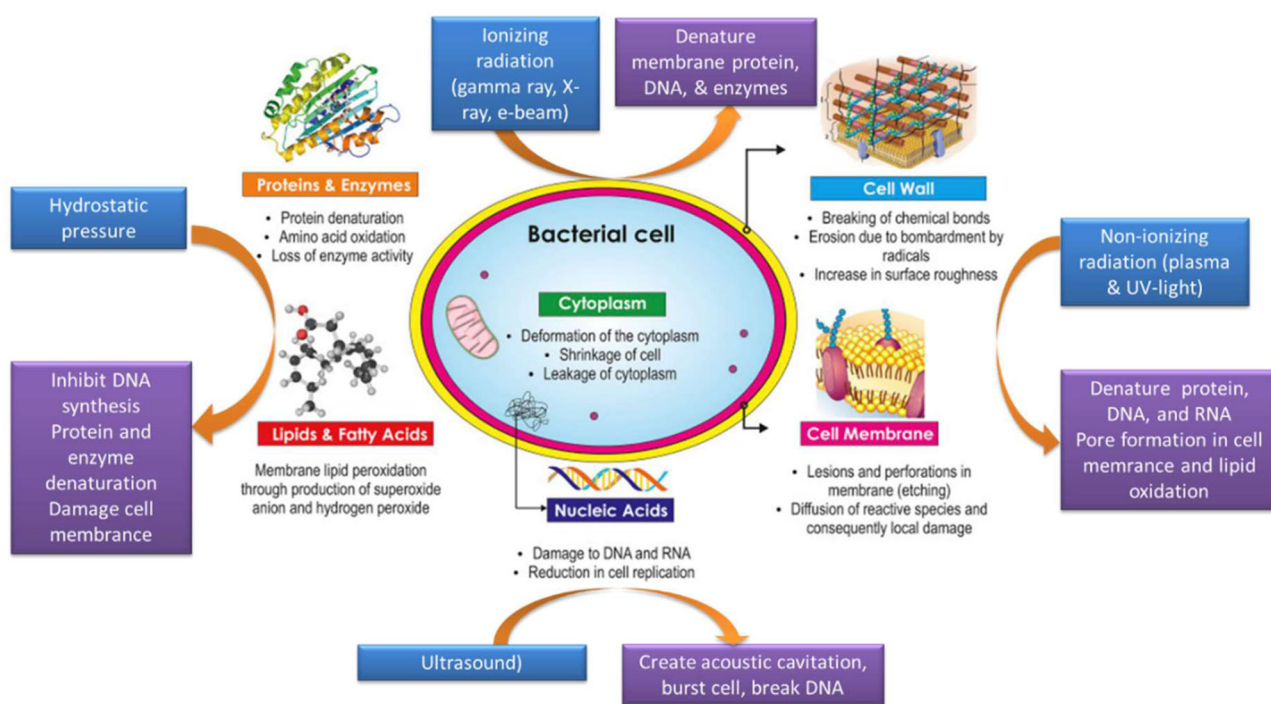 Ionizing
radiation
(gamma ray, X-
ray, e-beam)
Denature
membrane protein,
DNA, & enzymes
Proteins & Enzymes
• Protein denaturation
• Amino acid oxidation
• Loss of enzyme activity
Cell Wall
• Breaking of chemical bonds
• Erosion due to bombardment by
radicals
• Increase in surface roughness
Hydrostatic
pressure
Non-ionizing
radiation (plasma
& UV-light)
Bacterial cell
Cytoplasm
• Deformation of the cytoplasm
• Shrinkage of cell
• Leakage of cytoplasm
Inhibit DNA
synthesis
Protein and
enzyme
denaturation
Damage cell
membrance
Lipids & Fatty Acids
Membrane lipid peroxidation
through production of superoxide
anion and hydrogen peroxide
Cell Membrane
• Lesions and perforations in
membrane (etching)
• Diffusion of reactive species and
consequently local damage
Denature protein,
DNA, and RNA
Pore formation in cell
memrance and lipid
oxidation
Nucleic Acids
• Damage to DNA and RNA
• Reduction in cell replication
Ultrasound)
Create acoustic cavitation,
burst cell, break DNA